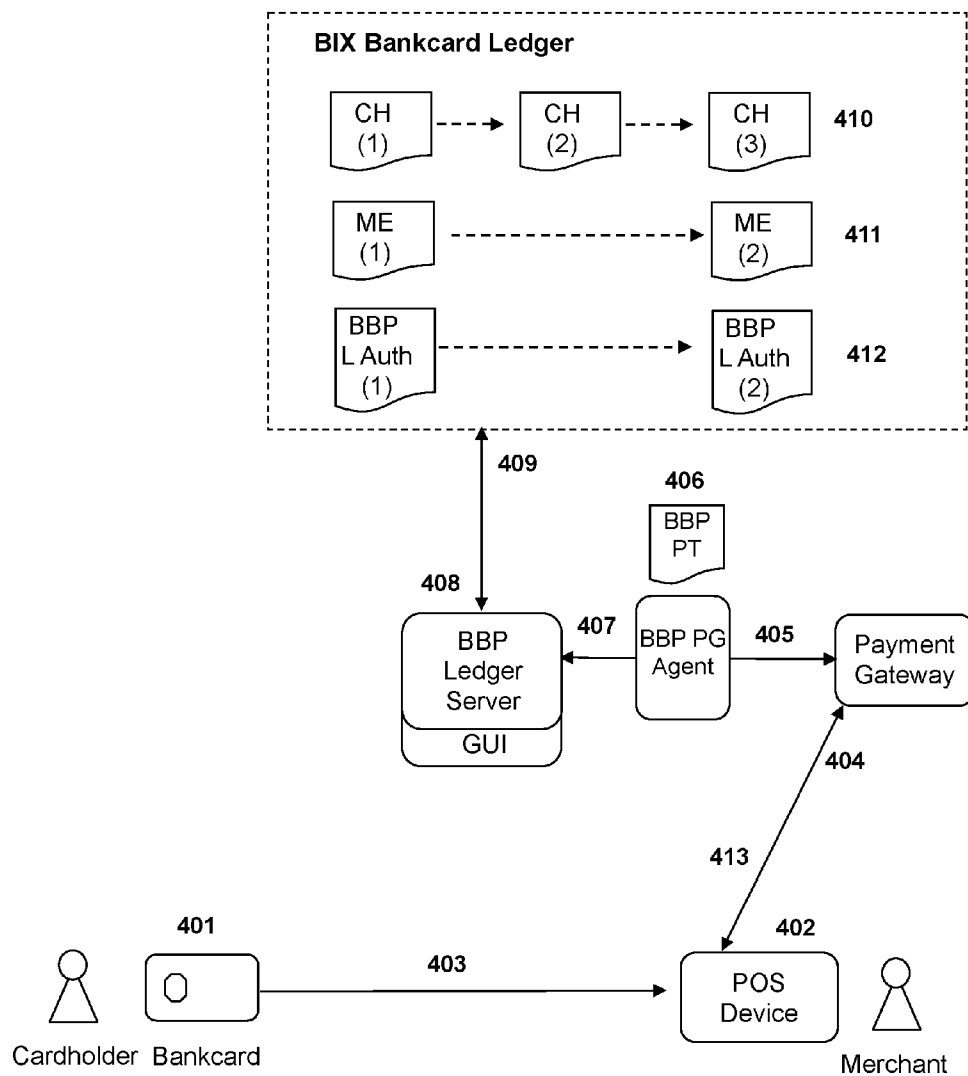 BIX Bankcard Ledger
CH
(1)
CH
(2)
CH
(3)
410
ME
(1)
ME
(2)
411
BBP
L Auth
(1)
BBP
L Auth
(2)
412
409
406
BBP
PT
408
BBP
Ledger
Server
GUI
407
BBP PG
Agent
405
Payment
Gateway
404
413
401
402
403
POS
Device
Cardholder
Bankcard
Merchant